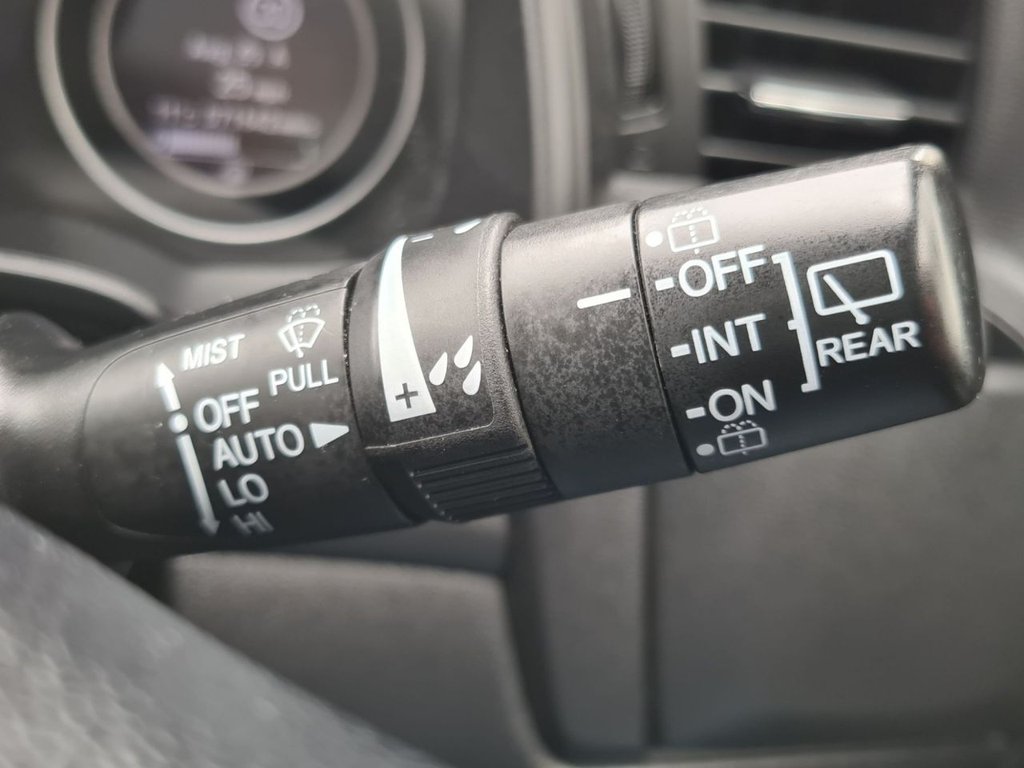 MIST
PULL
OFF
AUTO
LO
HI
- +
-OFF
-INT
-ON
REAR